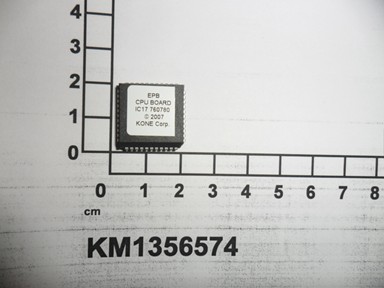 4
3
2
1
0
EPB
CPU BOARD
IC17 760780
© 2007
KONE Corp.
0 1 2 3 4 5 6 7 8
cm
KM1356574